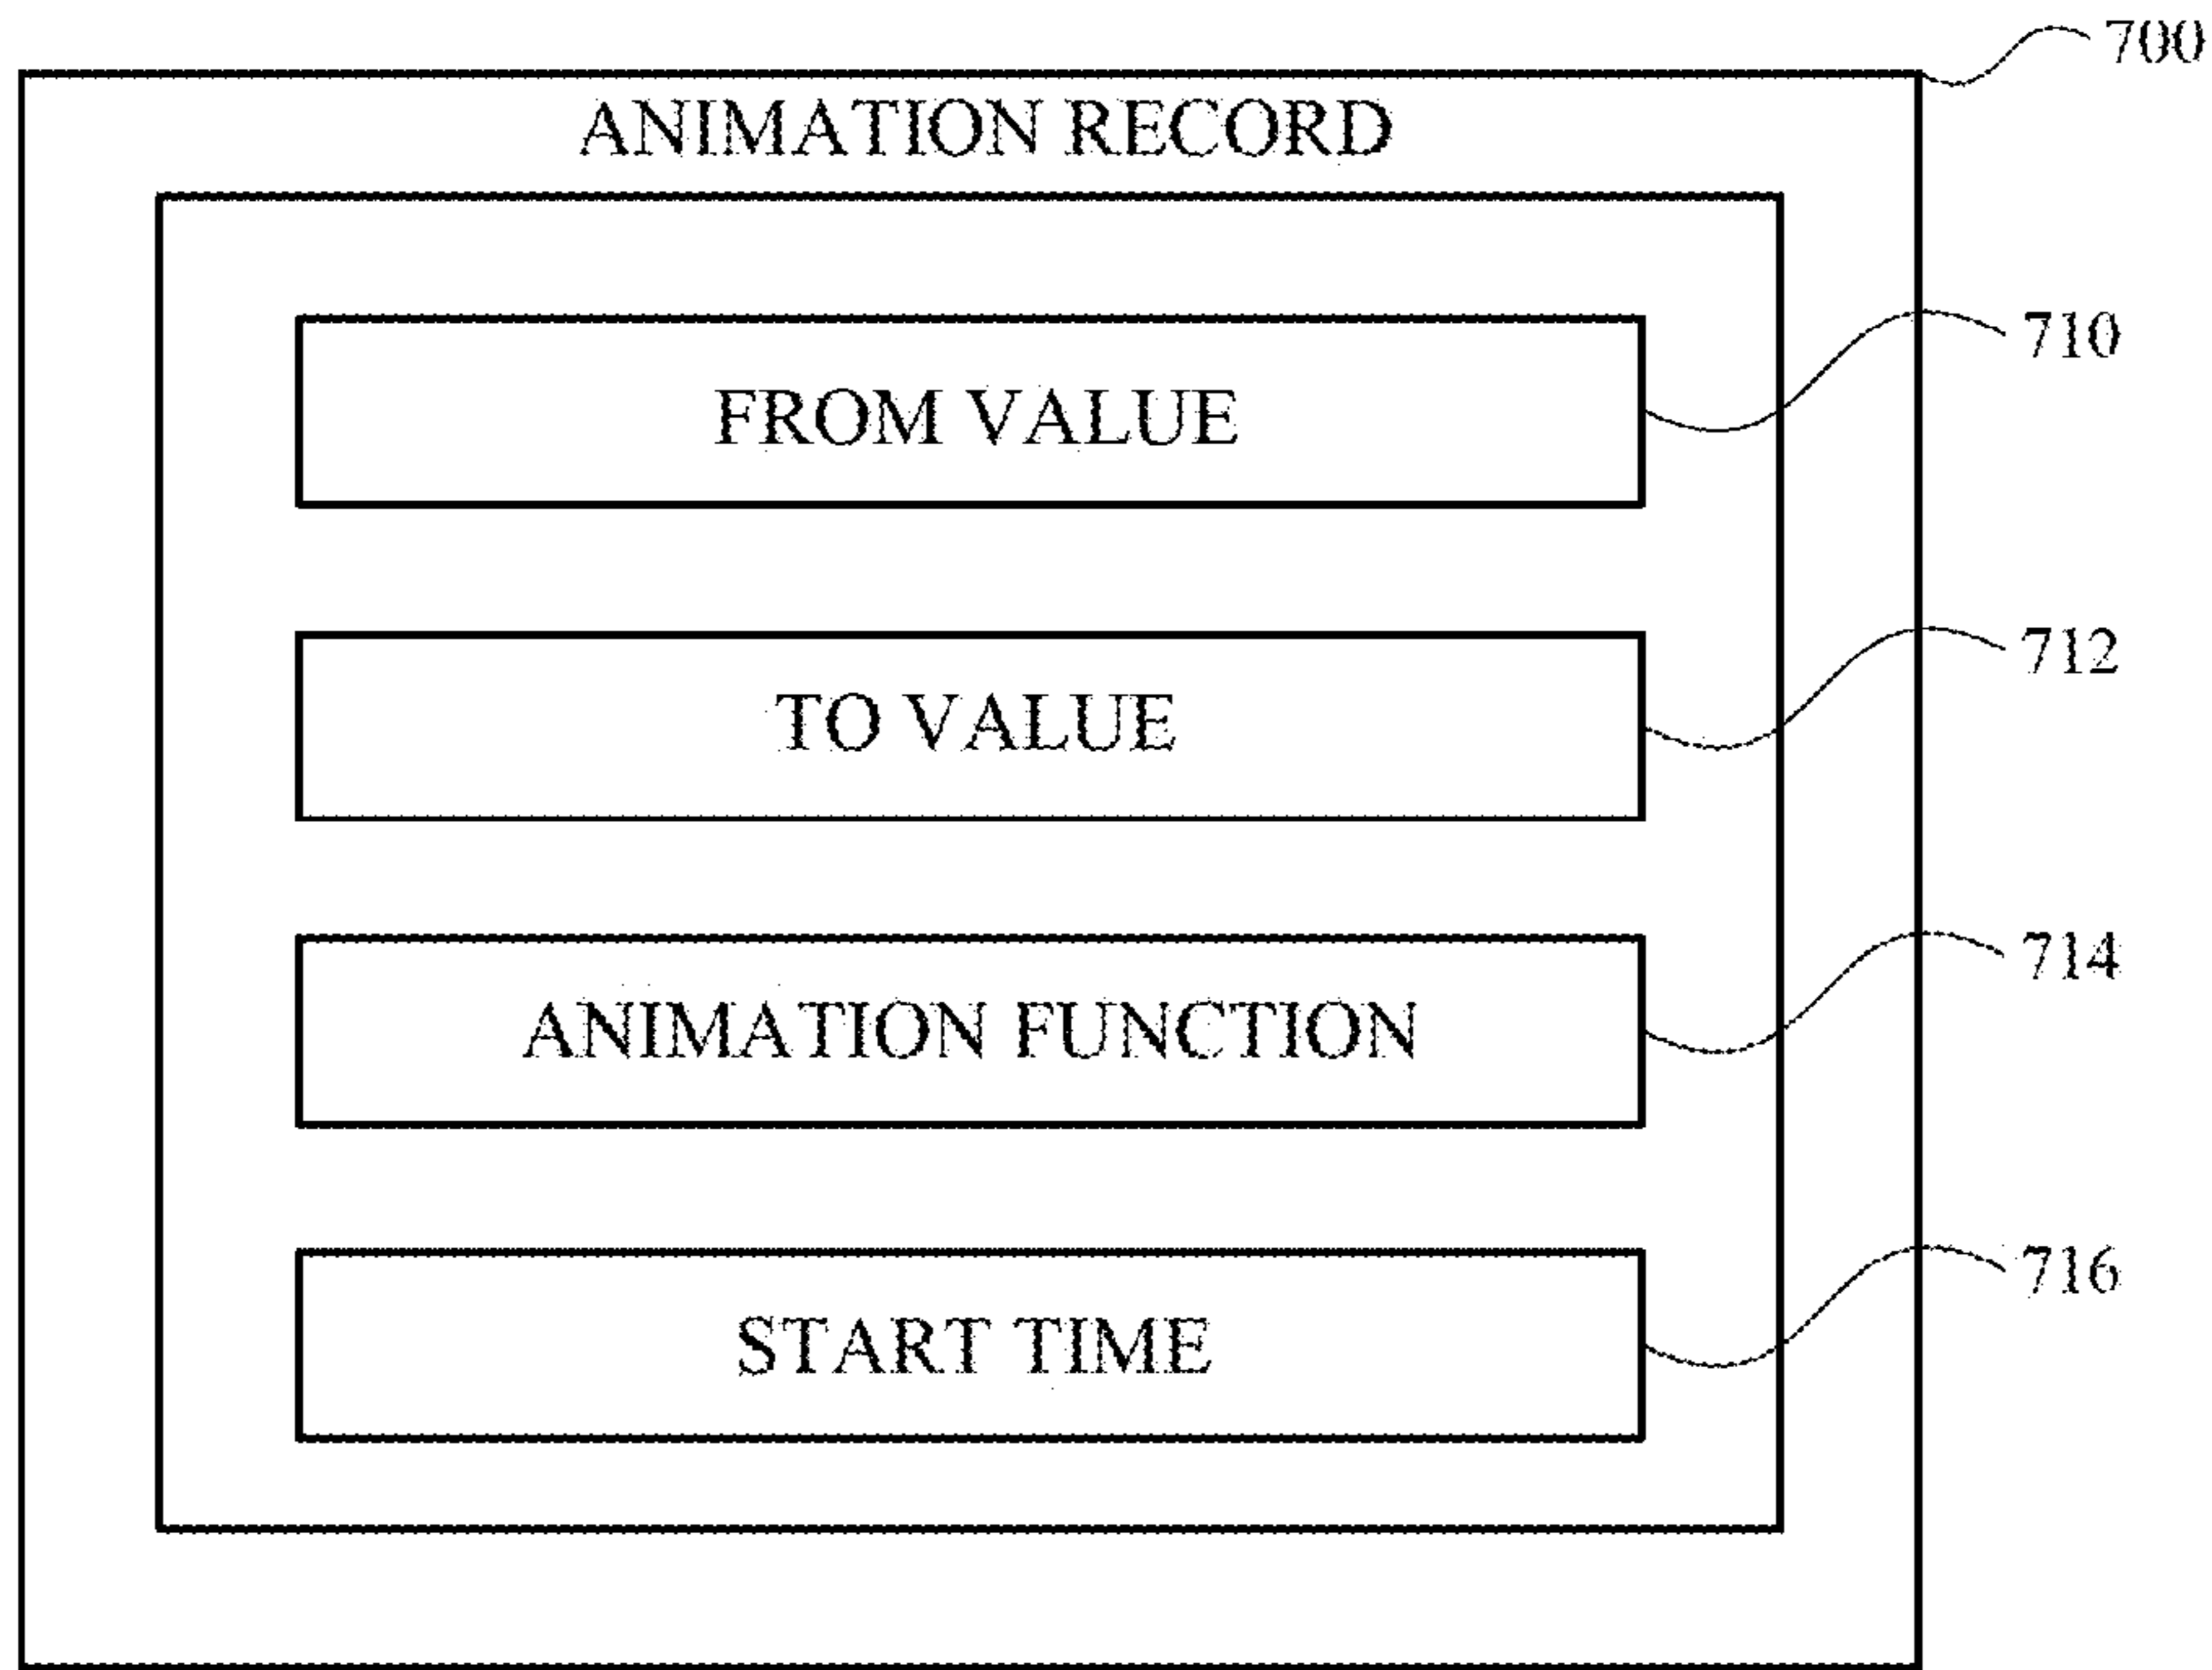 700
ANIMATION RECORD
FROM VALUE
710
TO VALUE
712
ANIMATION FUNCTION
714
START TIME
716